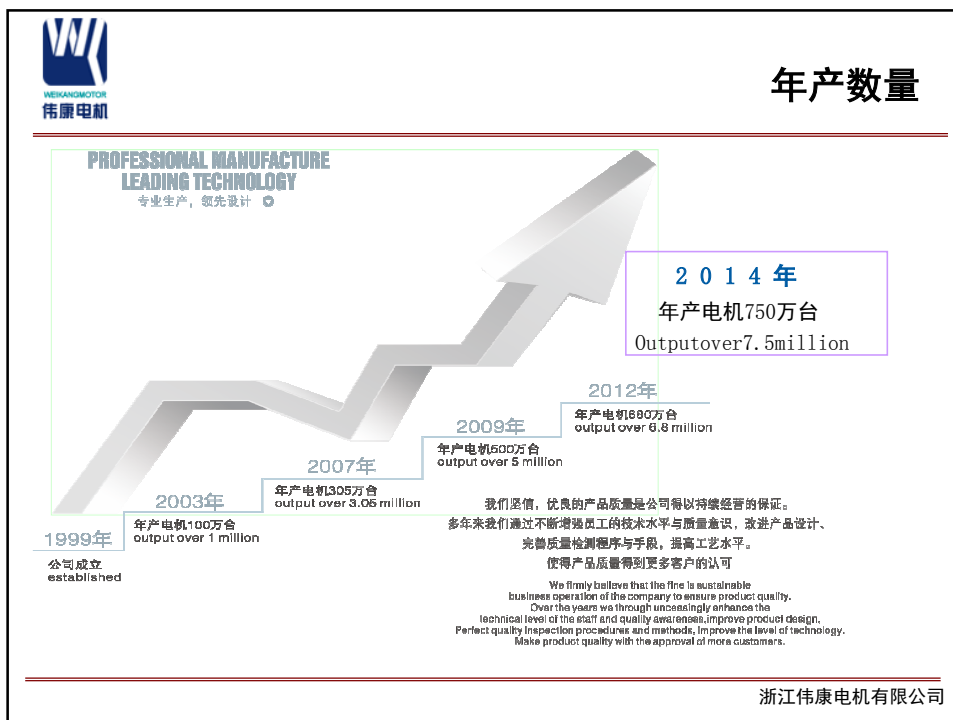 WEIKANGMOTOR
伟康电机
年产数量
PROFESSIONAL MANUFACTURE
LEADING TECHNOLOGY
专业生产，领先设计
2014年
年产电机750万台
Outputover7.5million
2012年
年产电机680万台
output over 6.8 million
2009年
年产电机500万台
output over 5 million
2007年
年产电机305万台
output over 3.05 million
2003年
年产电机100万台
output over 1 million
1999年
公司成立
established
我们坚信，优良的产品质量是公司得以持续经营的保证。
多年来我们通过不断增强员工的技术水平与质量意识，改进产品设计、
完善质量检测程序与手段，提高工艺水平。
使得产品质量得到更多客户的认可
We firmly believe that the fine is sustainable
business operation of the company to ensure product quality.
Over the years we through unceasingly enhance the
technical level of the staff and quality awareness,improve product design,
Perfect quality inspection procedures and methods, improve the level of technology.
Make product quality with the approval of more customers.
浙江伟康电机有限公司